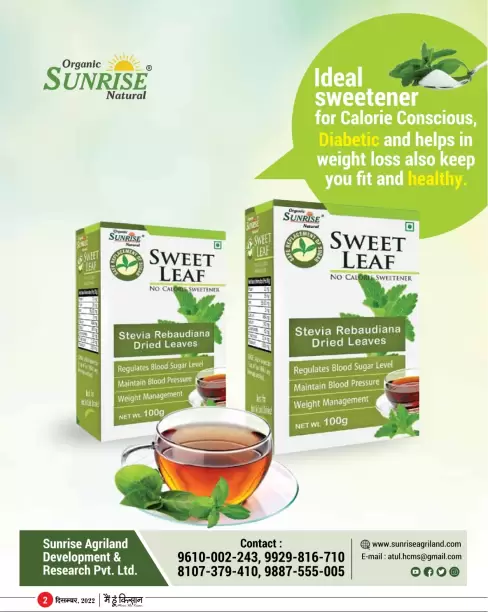 Organic
SUNRISE®
Natural
Ideal
sweetener
for Calorie Conscious,
Diabetic and helps in
weight loss also keep
you fit and healthy.
Organic
SUNRISE®
Natural
SWEET
LEAF
NO CALORIE SWEETENER
Stevia Rebaudiana
Dried Leaves
Regulates Blood Sugar Level
Maintain Blood Pressure
Weight Management
NET WT. 100g
Organic
SUNRISE®
Natural
SWEET
LEAF
NO CALORIE SWEETENER
Stevia Rebaudiana
Dried Leaves
Regulates Blood Sugar Level
Maintain Blood Pressure
Weight Management
NET WT. 100g
SWEET
LEAF
SWEET
LEAF
Sunrise Agriland
Development &
Research Pvt. Ltd.
Contact :
9610-002-243, 9929-816-710
8107-379-410, 9887-555-005
www.sunriseagriland.com
E-mail : atul.hcms@gmail.com
2 दिसम्बर, 2022 मैं हूं किसान